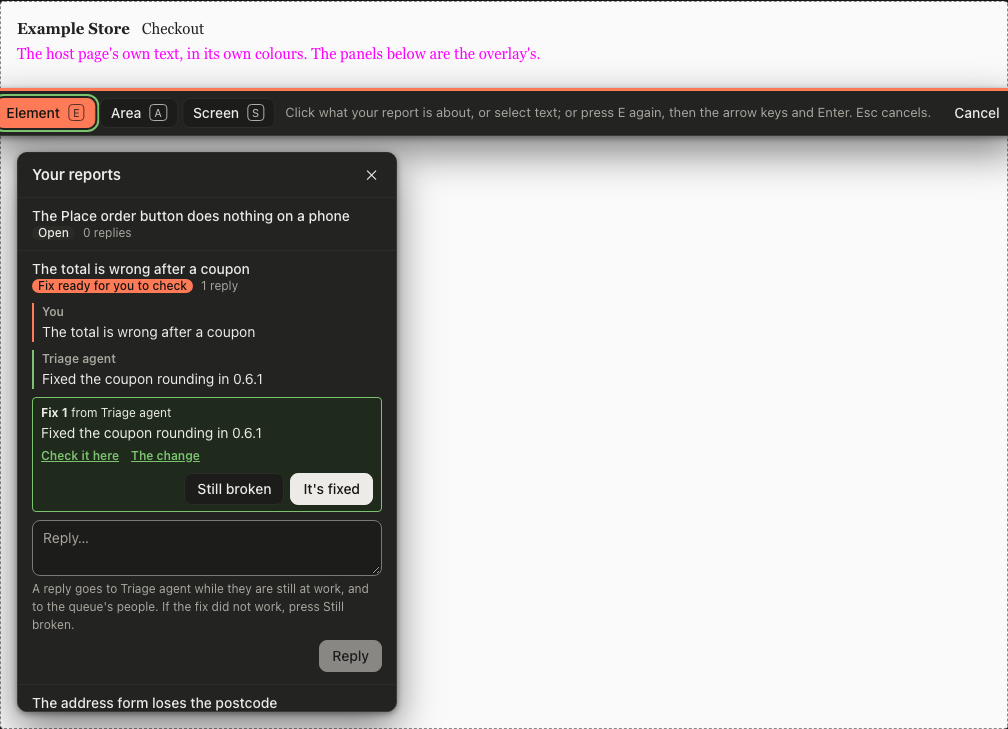 Example Store Checkout
The host page's own text, in its own colours. The panels below are the overlay's.
Element E Area A Screen S Click what your report is about, or select text; or press E again, then the arrow keys and Enter. Esc cancels. Cancel
Your reports
The Place order button does nothing on a phone
Open 0 replies
The total is wrong after a coupon
Fix ready for you to check 1 reply
You
The total is wrong after a coupon
Triage agent
Fixed the coupon rounding in 0.6.1
Fix 1 from Triage agent
Fixed the coupon rounding in 0.6.1
Check it here The change
Still broken It's fixed
Reply...
A reply goes to Triage agent while they are still at work, and
to the queue's people. If the fix did not work, press Still
broken.
Reply
The address form loses the postcode